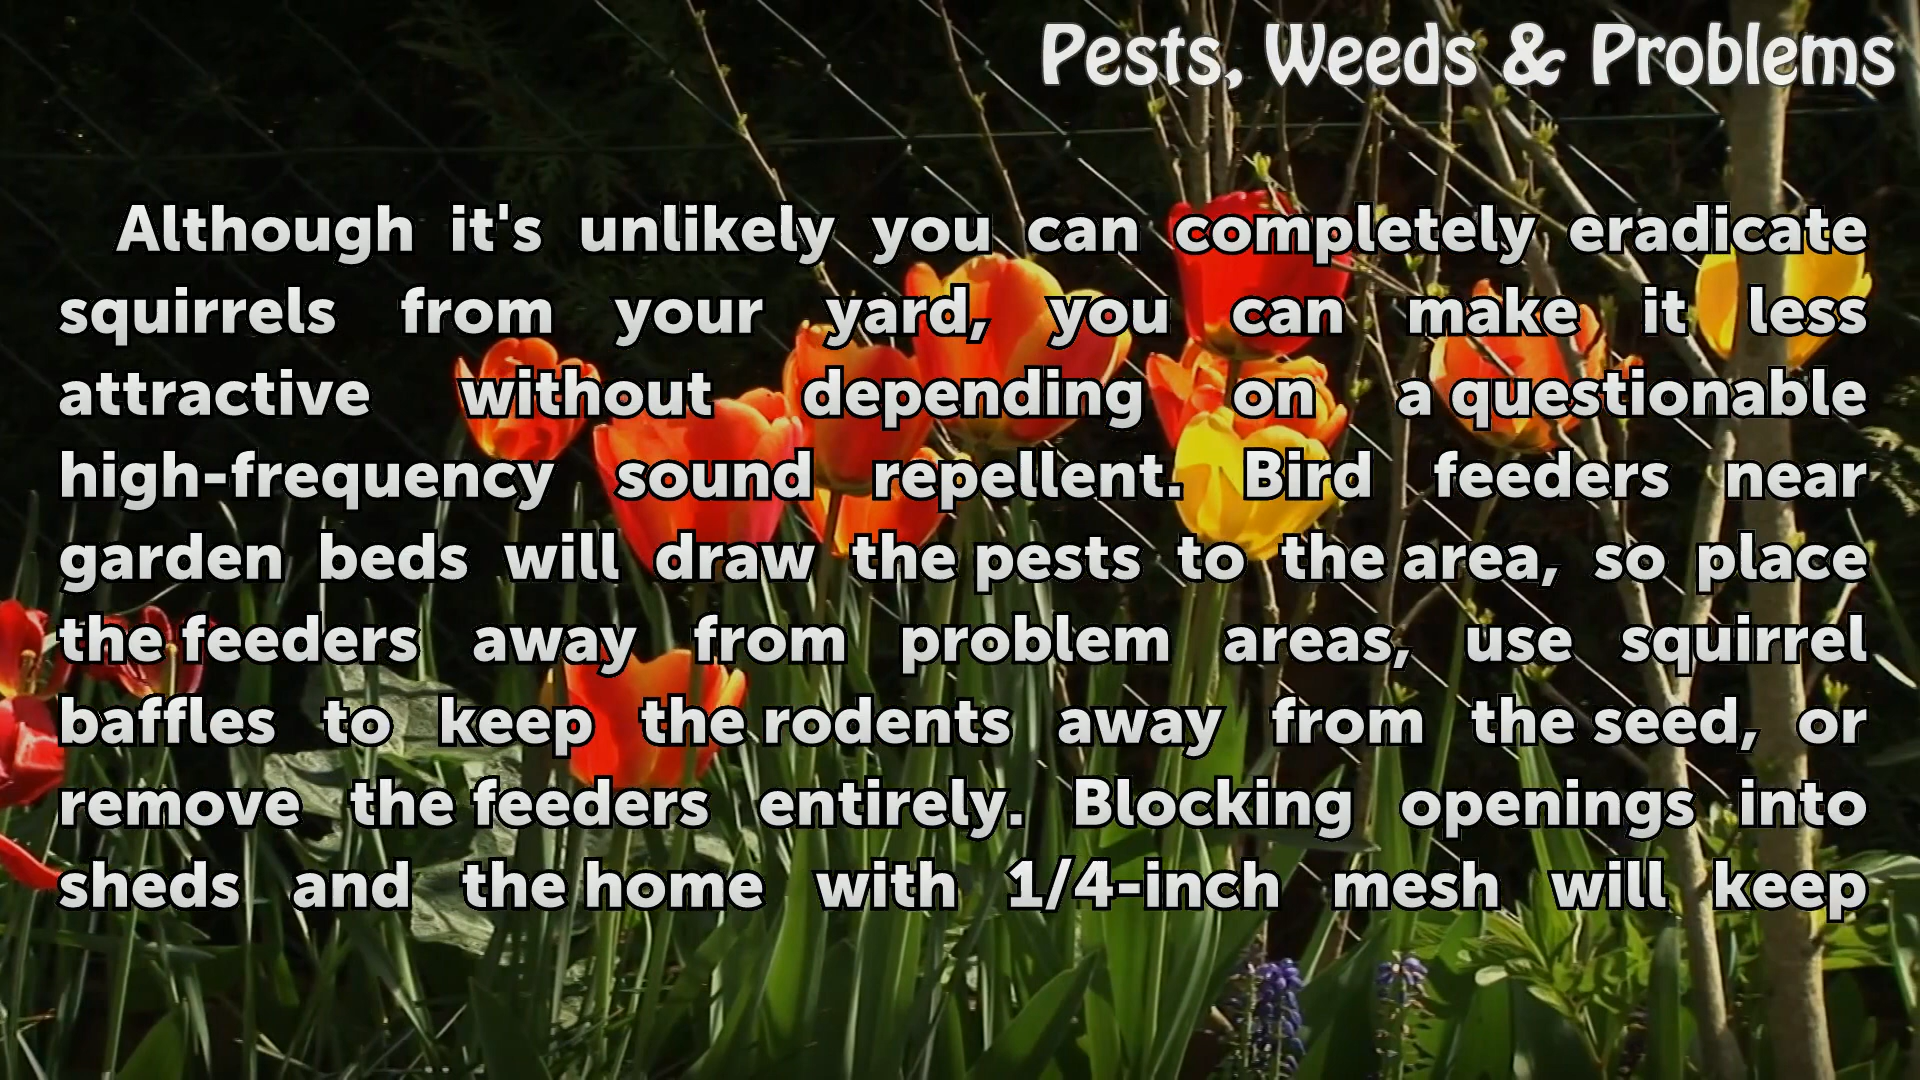 Pests, Weeds & Problems
Although it's unlikely you can completely eradicate
squirrels from your yard, you can make it less
attractive without depending on a questionable
high-frequency sound repellent. Bird feeders near
garden beds will draw the pests to the area, so place
the feeders away from problem areas, use squirrel
baffles to keep the rodents away from the seed, or
remove the feeders entirely. Blocking openings into
sheds and the home with 1/4-inch mesh will keep